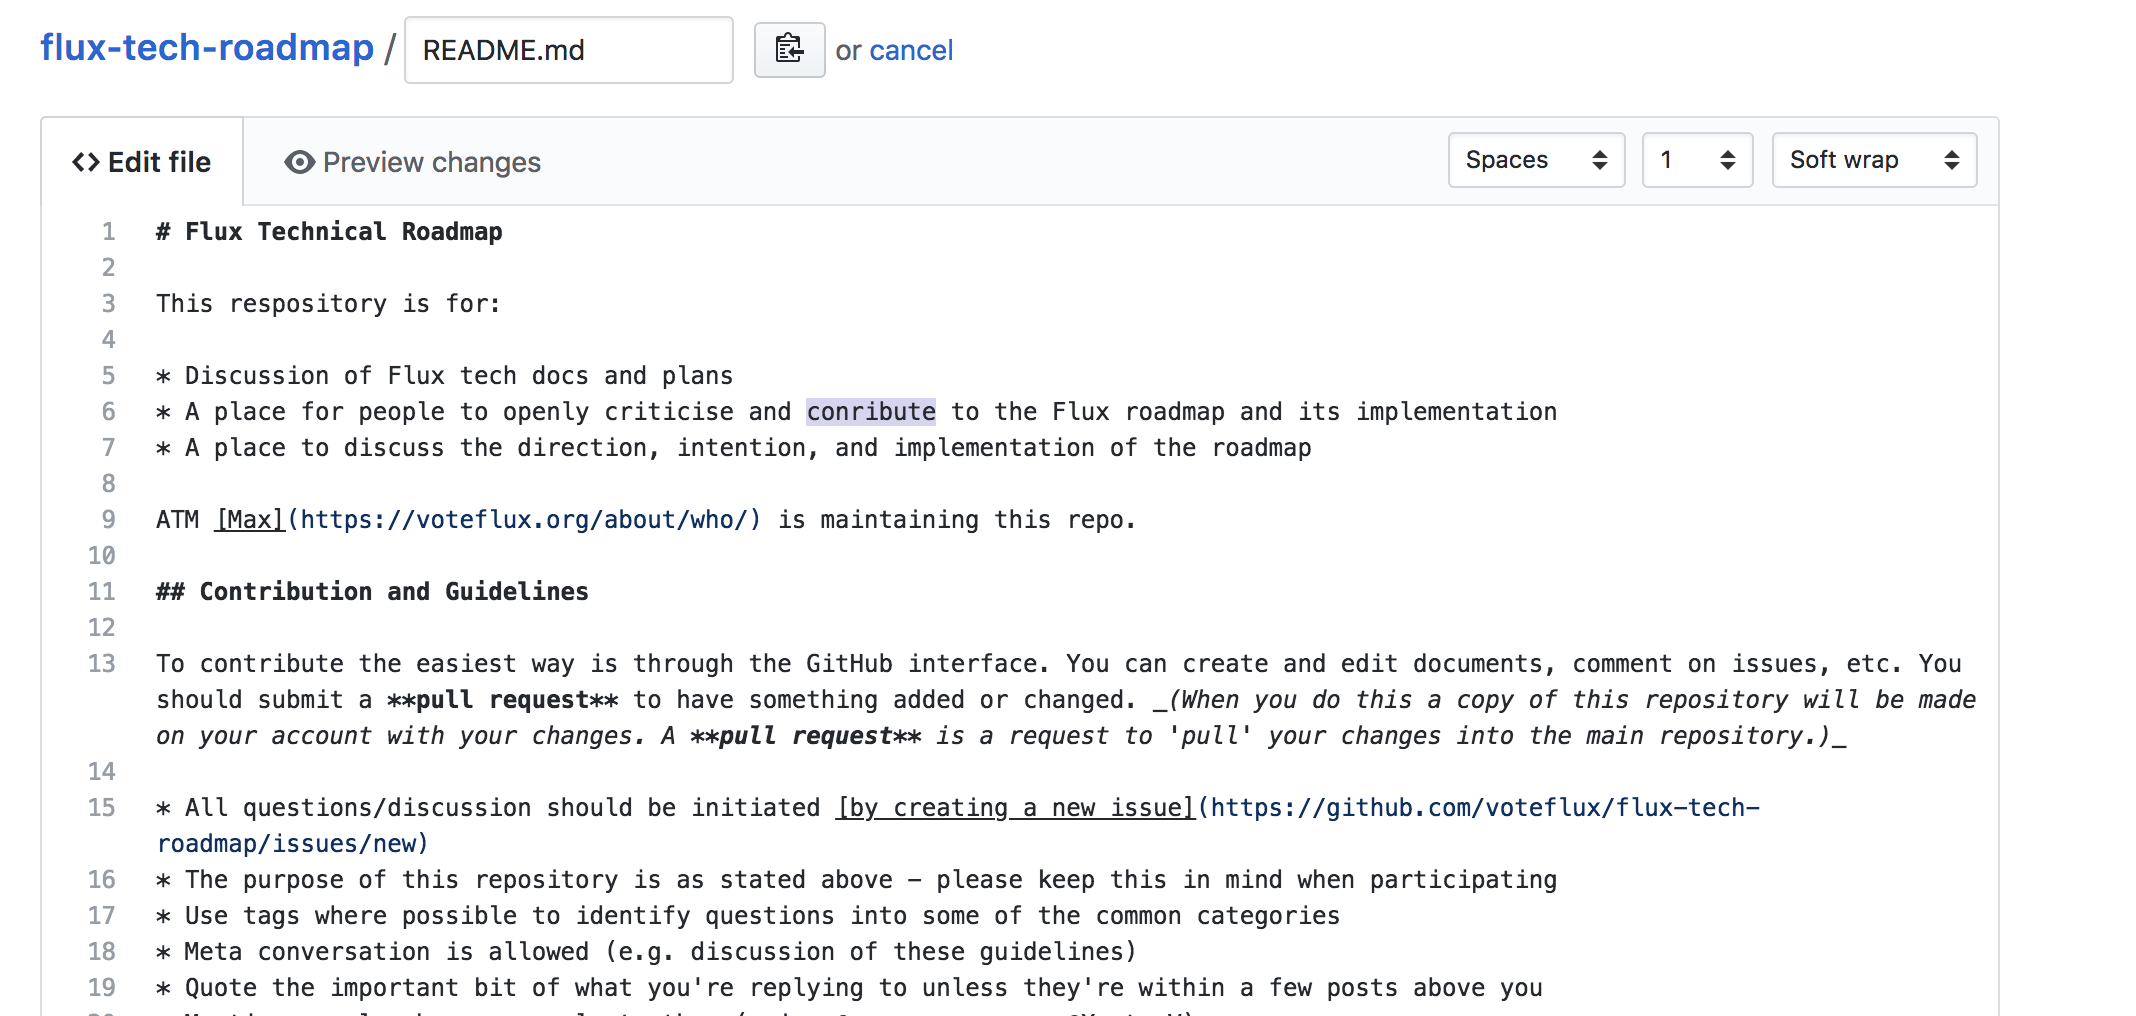 flux-tech-roadmap / README.md or cancel
Edit file Preview changes Spaces 1 Soft wrap
1 # Flux Technical Roadmap
2
3 This respository is for:
4
5 * Discussion of Flux tech docs and plans
6 * A place for people to openly criticise and conribute to the Flux roadmap and its implementation
7 * A place to discuss the direction, intention, and implementation of the roadmap
8
9 ATM [Max](https://voteflux.org/about/who/) is maintaining this repo.
10
11 ## Contribution and Guidelines
12
13 To contribute the easiest way is through the GitHub interface. You can create and edit documents, comment on issues, etc. You
should submit a **pull request** to have something added or changed. _(When you do this a copy of this repository will be made
on your account with your changes. A **pull request** is a request to 'pull' your changes into the main repository.)_
14
15 * All questions/discussion should be initiated [by creating a new issue](https://github.com/voteflux/flux-tech-
roadmap/issues/new)
16 * The purpose of this repository is as stated above – please keep this in mind when participating
17 * Use tags where possible to identify questions into some of the common categories
18 * Meta conversation is allowed (e.g. discussion of these guidelines)
19 * Quote the important bit of what you're replying to unless they're within a few posts above you